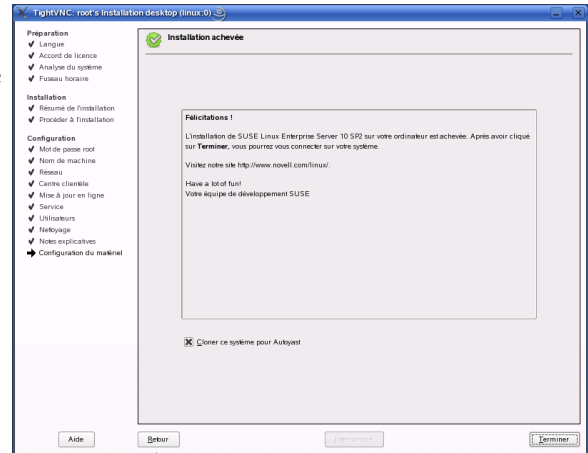 TightVNC: root's Installation desktop (linux:0)
Préparation
Langue
Accord de licence
Analyse du système
Fuseau horaire
Installation
Résumé de l'installation
Procéder à l'installation
Configuration
Mot de passe root
Nom de machine
Réseau
Centre clientèle
Mise à jour en ligne
Service
Utilisateurs
Nettoyage
Notes explicatives
Configuration du matériel
Installation achevée
Félicitations !
L'installation de SUSE Linux Enterprise Server 10 SP2 sur votre ordinateur est achevée. Après avoir cliqué
sur Terminer, vous pourrez vous connecter sur votre système.
Visitez notre site http://www.novell.com/linux/.
Have a lot of fun!
Votre équipe de développement SUSE
Cloner ce système pour Autoyast
Aide
Retour
Interrompre
Terminer